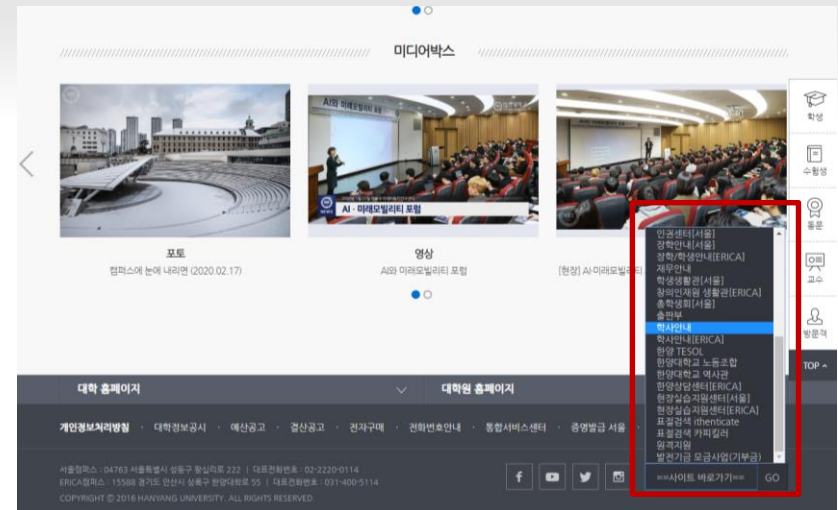 미디어박스
AI와 미래모빌리티 포럼
AI · 미래모빌리티 포럼
포토
캠퍼스에 눈에 내리면 (2020.02.17)
영상
AI와 미래모빌리티 포럼
[현장] AI·미래모빌리티
학생
수험생
동문
교수
방문객
TOP
인권센터[서울]
장학안내[서울]
장학/학생안내[ERICA]
재무안내
학생생활관[서울]
창의인재원 생활관[ERICA]
총학생회[서울]
출판부
학사안내
학사안내[ERICA]
한양 TESOL
한양대학교 노동조합
한양대학교 역사관
한양상담센터[ERICA]
현장실습지원센터[서울]
현장실습지원센터[ERICA]
표절검색 ithenticate
표절검색 카피킬러
원격지원
발전기금 모금사업(기부금)
==사이트 바로가기== GO
대학 홈페이지 대학원 홈페이지
개인정보처리방침 · 대학정보공시 · 예산공고 · 결산공고 · 전자구매 · 전화번호안내 · 통합서비스센터 · 증명발급 서울 ·
서울캠퍼스 : 04763 서울특별시 성동구 왕십리로 222 | 대표전화번호 : 02-2220-0114
ERICA캠퍼스 : 15588 경기도 안산시 상록구 한양대학로 55 | 대표전화번호 : 031-400-5114
COPYRIGHT © 2016 HANYANG UNIVERSITY. ALL RIGHTS RESERVED.